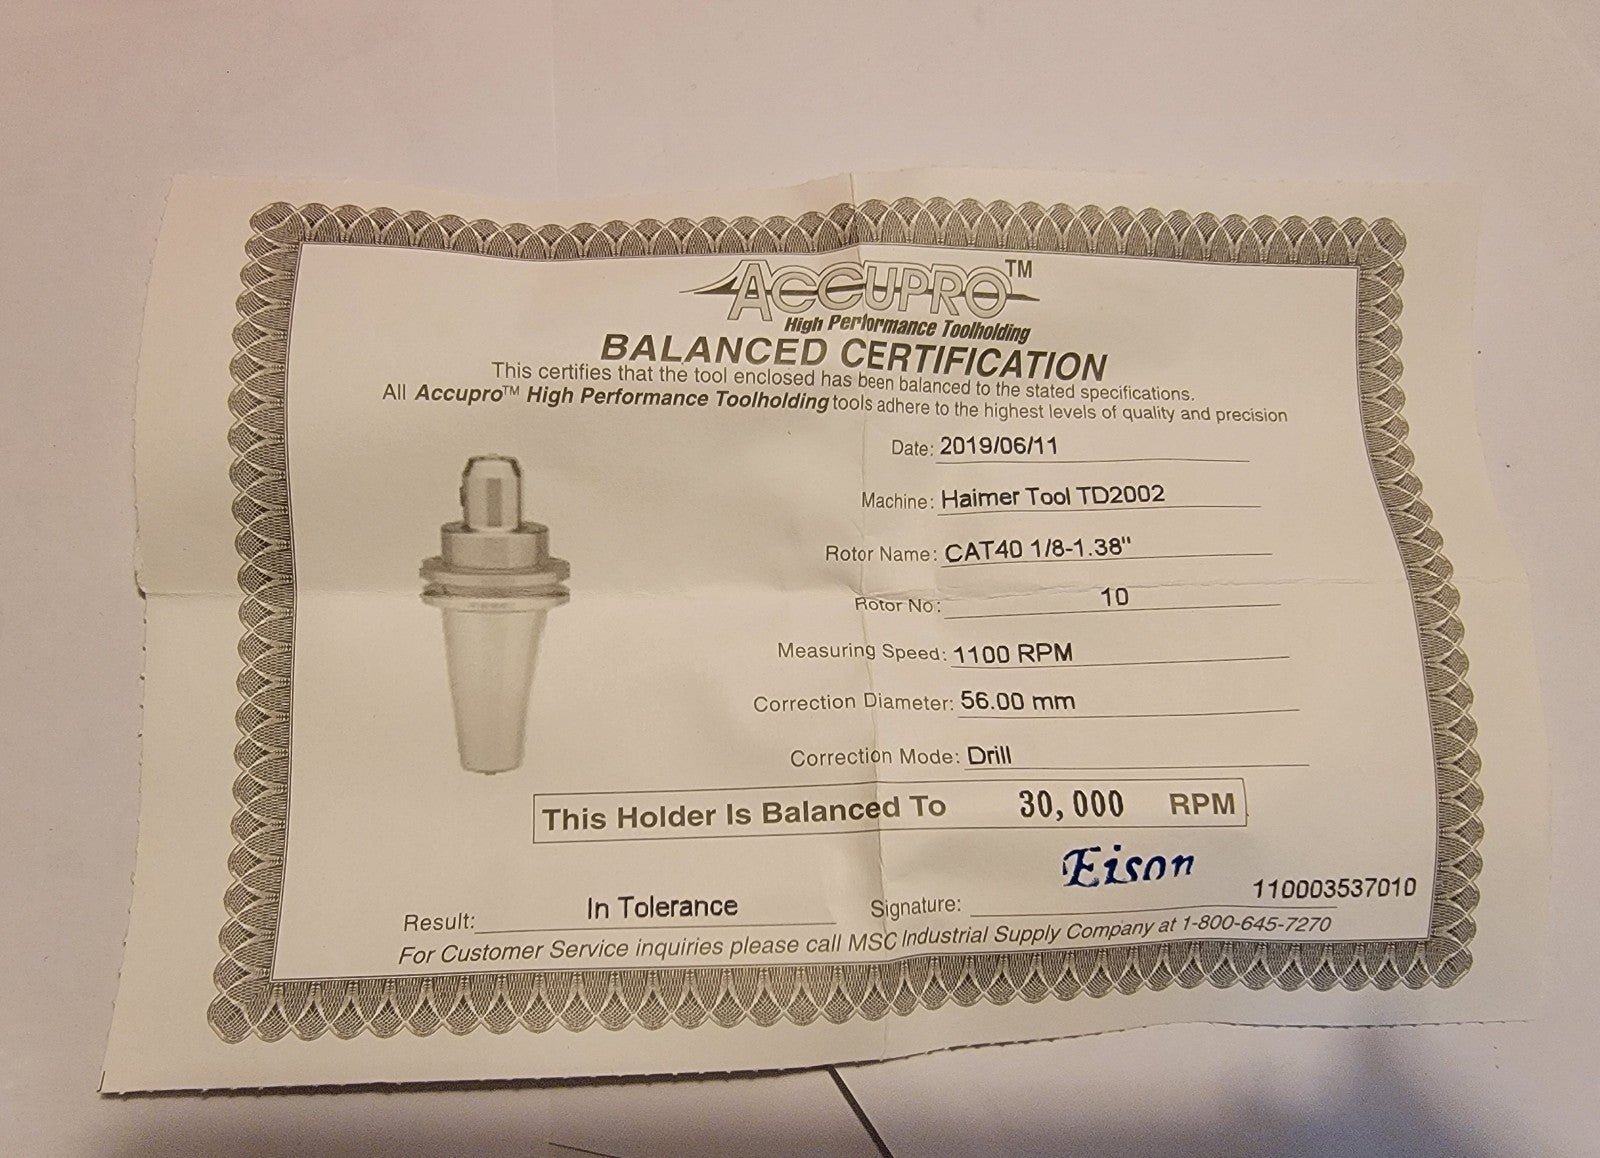 ACCUPRO™
High Performance Toolholding
BALANCED CERTIFICATION
This certifies that the tool enclosed has been balanced to the stated specifications.
All Accupro™ High Performance Toolholding tools adhere to the highest levels of quality and precision
Date: 2019/06/11
Machine: Haimer Tool TD2002
Rotor Name: CAT40 1/8-1.38"
Rotor No: 10
Measuring Speed: 1100 RPM
Correction Diameter: 56.00 mm
Correction Mode: Drill
This Holder Is Balanced To 30,000 RPM
Result: In Tolerance Signature: Eison 110003537010
For Customer Service inquiries please call MSC Industrial Supply Company at 1-800-645-7270